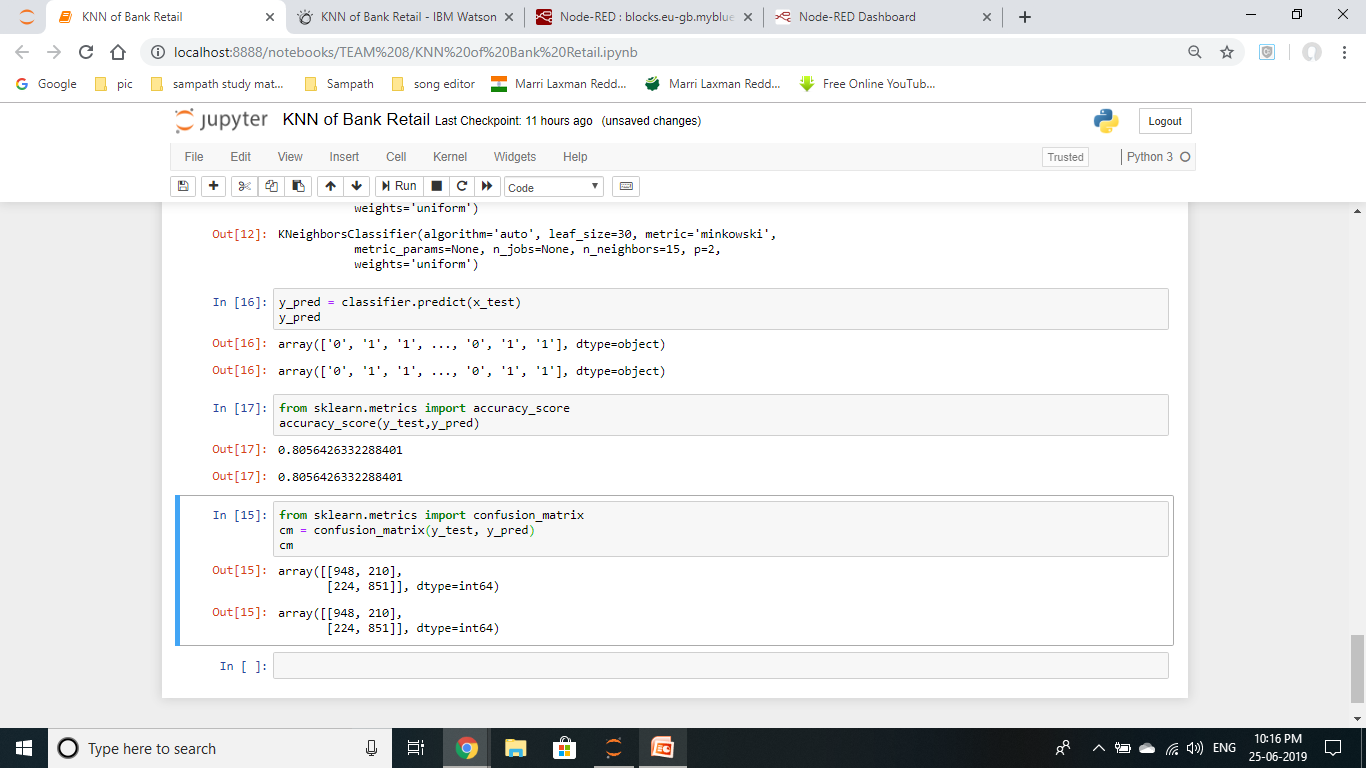 KNN of Bank Retail
KNN of Bank Retail - IBM Watson
Node-RED : blocks.eu-gb.myblue
Node-RED Dashboard
localhost:8888/notebooks/TEAM%208/KNN%20of%20Bank%20Retail.ipynb
Google pic sampath study mat... Sampath song editor Marri Laxman Redd... Marri Laxman Redd... Free Online YouTub...
jupyter KNN of Bank Retail Last Checkpoint: 11 hours ago (unsaved changes) Logout
File Edit View Insert Cell Kernel Widgets Help Trusted Python 3
Run Code
weights='uniform')
Out[12]: KNeighborsClassifier(algorithm='auto', leaf_size=30, metric='minkowski',
metric_params=None, n_jobs=None, n_neighbors=15, p=2,
weights='uniform')
In [16]: y_pred = classifier.predict(x_test)
y_pred
Out[16]: array(['0', '1', '1', ..., '0', '1', '1'], dtype=object)
Out[16]: array(['0', '1', '1', ..., '0', '1', '1'], dtype=object)
In [17]: from sklearn.metrics import accuracy_score
accuracy_score(y_test,y_pred)
Out[17]: 0.8056426332288401
Out[17]: 0.8056426332288401
In [15]: from sklearn.metrics import confusion_matrix
cm = confusion_matrix(y_test, y_pred)
cm
Out[15]: array([[948, 210],
[224, 851]], dtype=int64)
Out[15]: array([[948, 210],
[224, 851]], dtype=int64)
In [ ]:
Type here to search
ENG
10:16 PM
25-06-2019